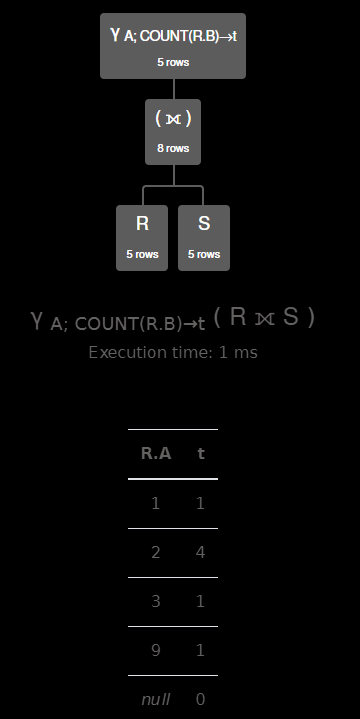 γ A; COUNT(R.B)→t
5 rows
( ⟗ )
8 rows
R S
5 rows 5 rows
γ A; COUNT(R.B)→t ( R ⟗ S )
Execution time: 1 ms
R.A t
1 1
2 4
3 1
9 1
null 0